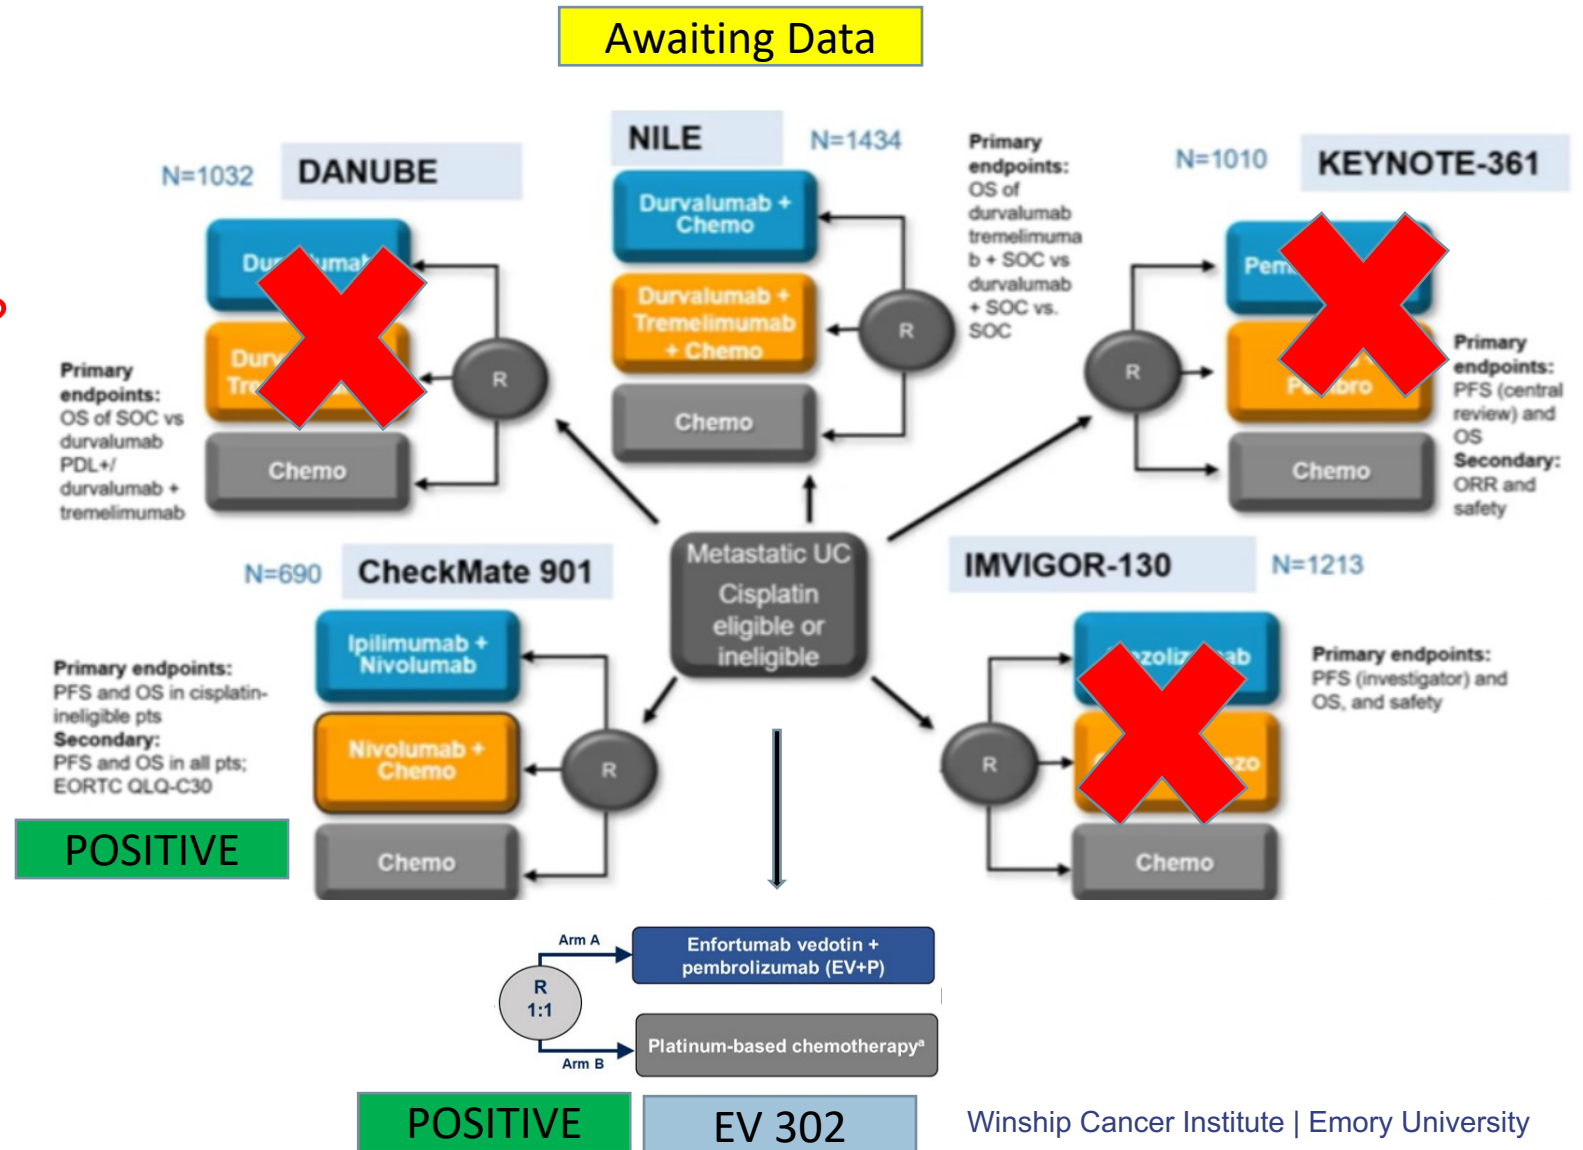 Awaiting Data
N=1032
DANUBE
Primary
endpoints:
OS of SOC vs
durvalumab
PDL+/
durvalumab +
tremelimumab
Chemo
R
NILE
N=1434
Durvalumab +
Chemo
Durvalumab +
Tremelimumab
+ Chemo
Chemo
R
Primary
endpoints:
OS of
durvalumab
tremelimuma
b + SOC vs
durvalumab
+ SOC vs.
SOC
N=1010
KEYNOTE-361
R
Chemo
Primary
endpoints:
PFS (central
review) and
OS
Secondary:
ORR and
safety
Metastatic UC
Cisplatin
eligible or
ineligible
N=690
CheckMate 901
Primary endpoints:
PFS and OS in cisplatin-
ineligible pts
Secondary:
PFS and OS in all pts;
EORTC QLQ-C30
POSITIVE
Ipilimumab +
Nivolumab
Nivolumab +
Chemo
Chemo
R
IMVIGOR-130
N=1213
R
Chemo
Primary endpoints:
PFS (investigator) and
OS, and safety
R
1:1
Arm A
Enfortumab vedotin +
pembrolizumab (EV+P)
Arm B
Platinum-based chemotherapyᵃ
POSITIVE
EV 302
Winship Cancer Institute | Emory University